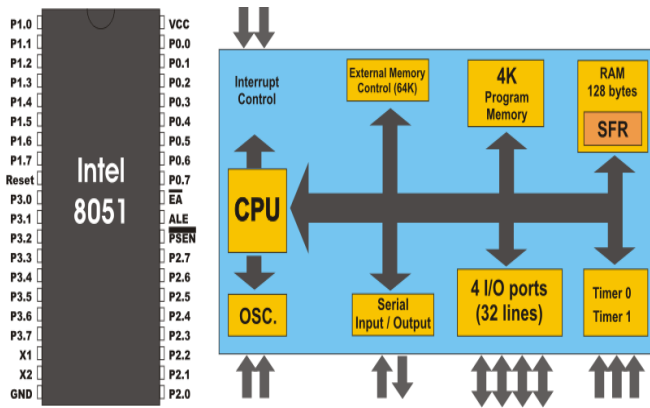 P1.0
P1.1
P1.2
P1.3
P1.4
P1.5
P1.6
P1.7
Reset
P3.0
P3.1
P3.2
P3.3
P3.4
P3.5
P3.6
P3.7
X1
X2
GND
Intel
8051
VCC
P0.0
P0.1
P0.2
P0.3
P0.4
P0.5
P0.6
P0.7
EA
ALE
PSEN
P2.7
P2.6
P2.5
P2.4
P2.3
P2.2
P2.1
P2.0
Interrupt
Control
External Memory
Control (64K)
4K
Program
Memory
RAM
128 bytes
SFR
CPU
OSC.
Serial
Input / Output
4 I/O ports
(32 lines)
Timer 0
Timer 1